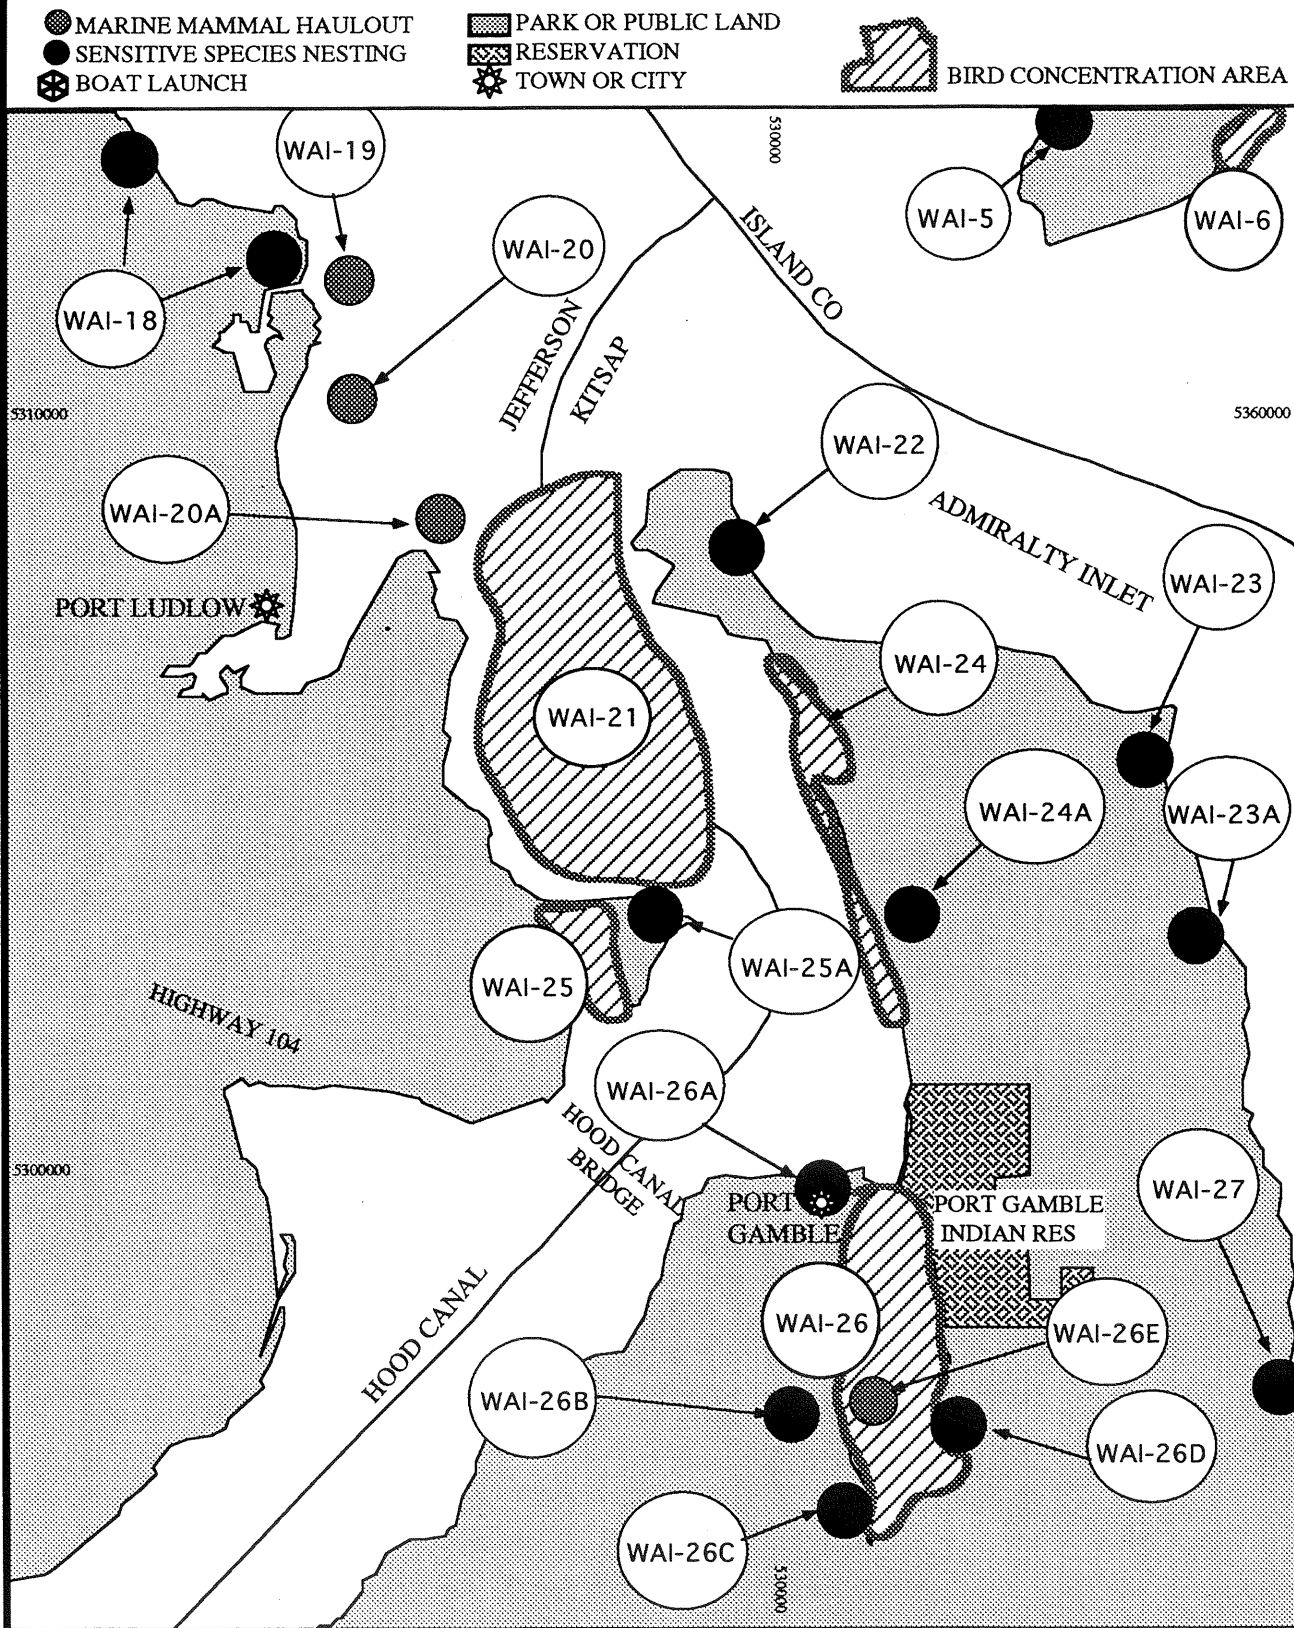 MARINE MAMMAL HAULOUT
SENSITIVE SPECIES NESTING
BOAT LAUNCH
PARK OR PUBLIC LAND
RESERVATION
TOWN OR CITY
BIRD CONCENTRATION AREA
WAI-19
530000
WAI-5
WAI-6
WAI-20
ISLAND CO
WAI-18
JEFFERSON
KITSAP
5310000
5360000
WAI-22
WAI-20A
ADMIRALTY INLET
WAI-23
PORT LUDLOW
WAI-24
WAI-21
WAI-24A
WAI-23A
WAI-25A
WAI-25
HIGHWAY 104
WAI-26A
HOOD CANAL
BRIDGE
5300000
PORT
GAMBLE
PORT GAMBLE
INDIAN RES
WAI-27
HOOD CANAL
WAI-26
WAI-26E
WAI-26B
WAI-26D
WAI-26C
530000